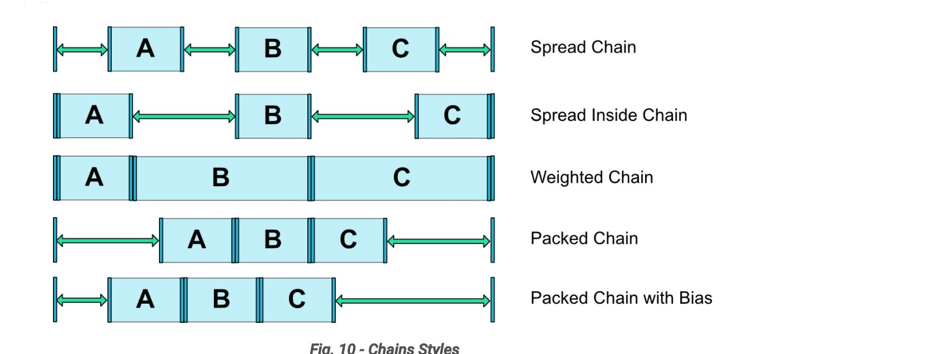 A B C Spread Chain
A B C Spread Inside Chain
A B C Weighted Chain
A B C Packed Chain
A B C Packed Chain with Bias
Fig. 10 - Chains Styles